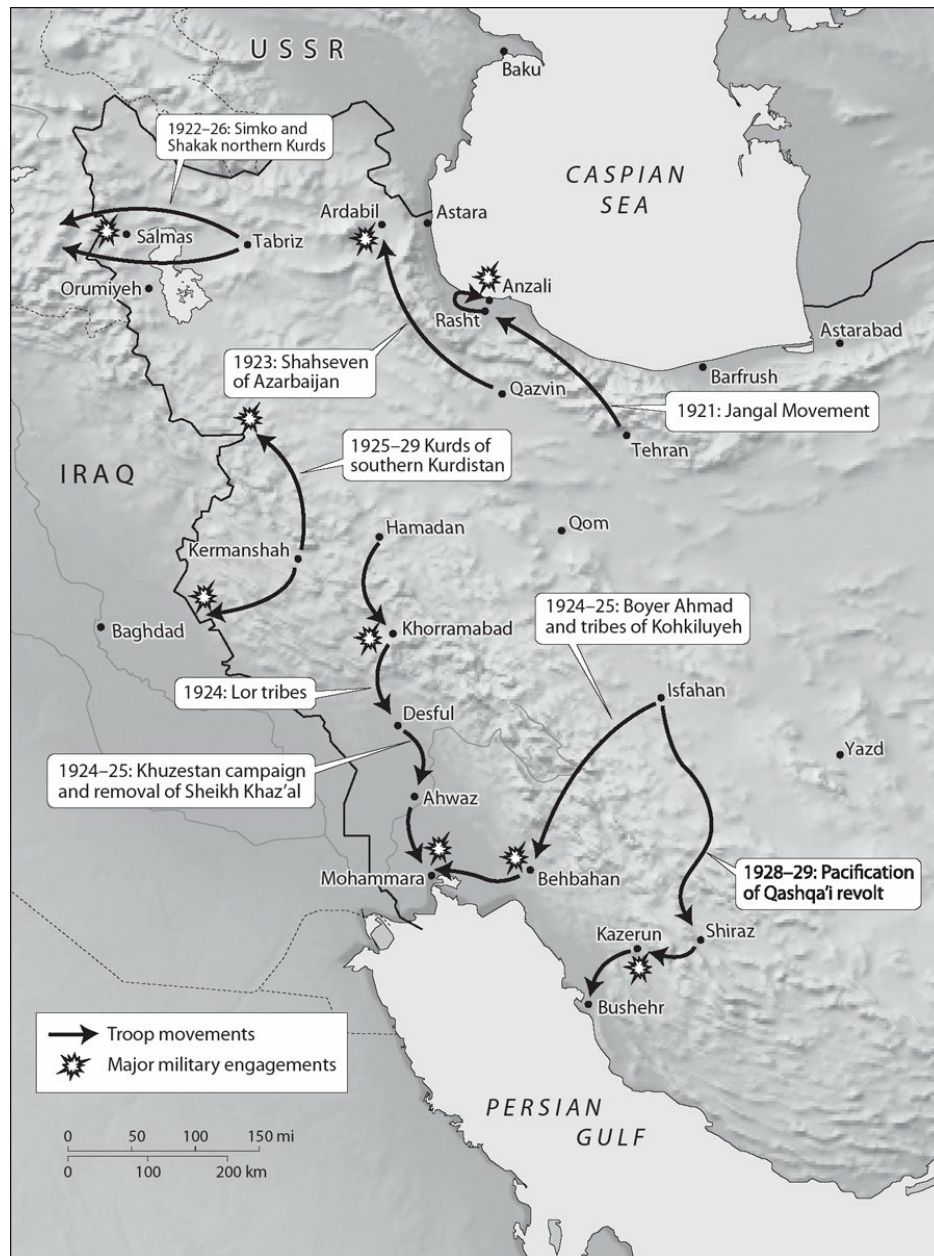 USSR
Baku
1922–26: Simko and
Shakak northern Kurds
CASPIAN
SEA
Ardabil
Astara
Salmas
Tabriz
Orumiyeh
Anzali
Rasht
Astarabad
1923: Shahseven
of Azarbaijan
Qazvin
Barfrush
1921: Jangal Movement
Tehran
1925–29 Kurds of
southern Kurdistan
IRAQ
Hamadan
Qom
Kermanshah
1924–25: Boyer Ahmad
and tribes of Kohkiluyeh
Baghdad
Khorramabad
1924: Lor tribes
Isfahan
Desful
Yazd
1924–25: Khuzestan campaign
and removal of Sheikh Khaz'al
Ahwaz
Mohammara
Behbahan
1928–29: Pacification
of Qashqa'i revolt
Kazerun
Shiraz
Bushehr
Troop movements
Major military engagements
PERSIAN
GULF
0 50 100 150 mi
0 100 200 km